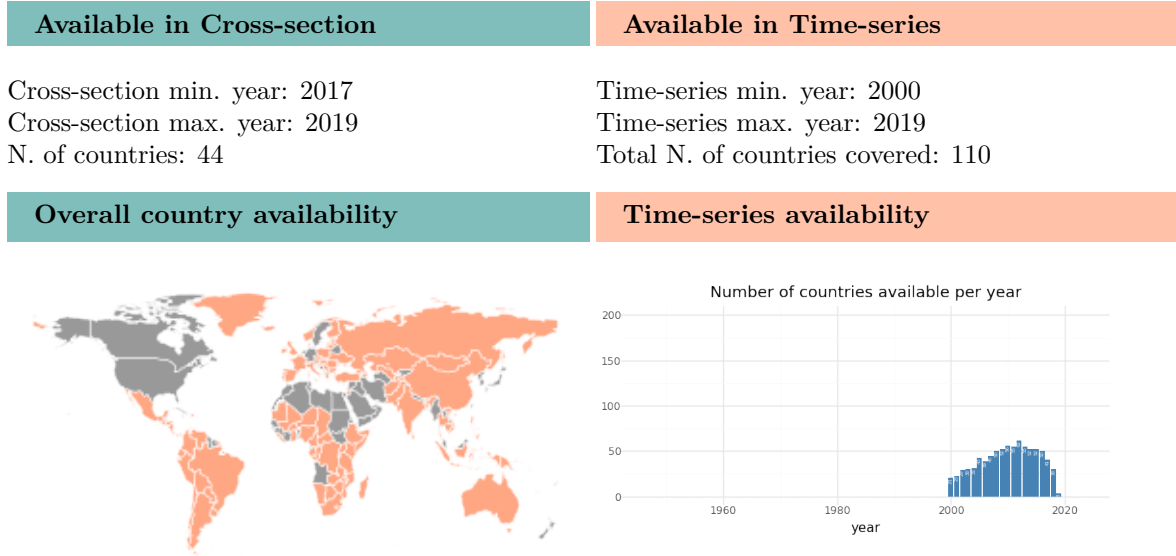 Available in Cross-section
Available in Time-series
Cross-section min. year: 2017
Cross-section max. year: 2019
N. of countries: 44
Time-series min. year: 2000
Time-series max. year: 2019
Total N. of countries covered: 110
Overall country availability
Time-series availability
Number of countries available per year
200
150
100
50
0
1960
1980
2000
2020
year